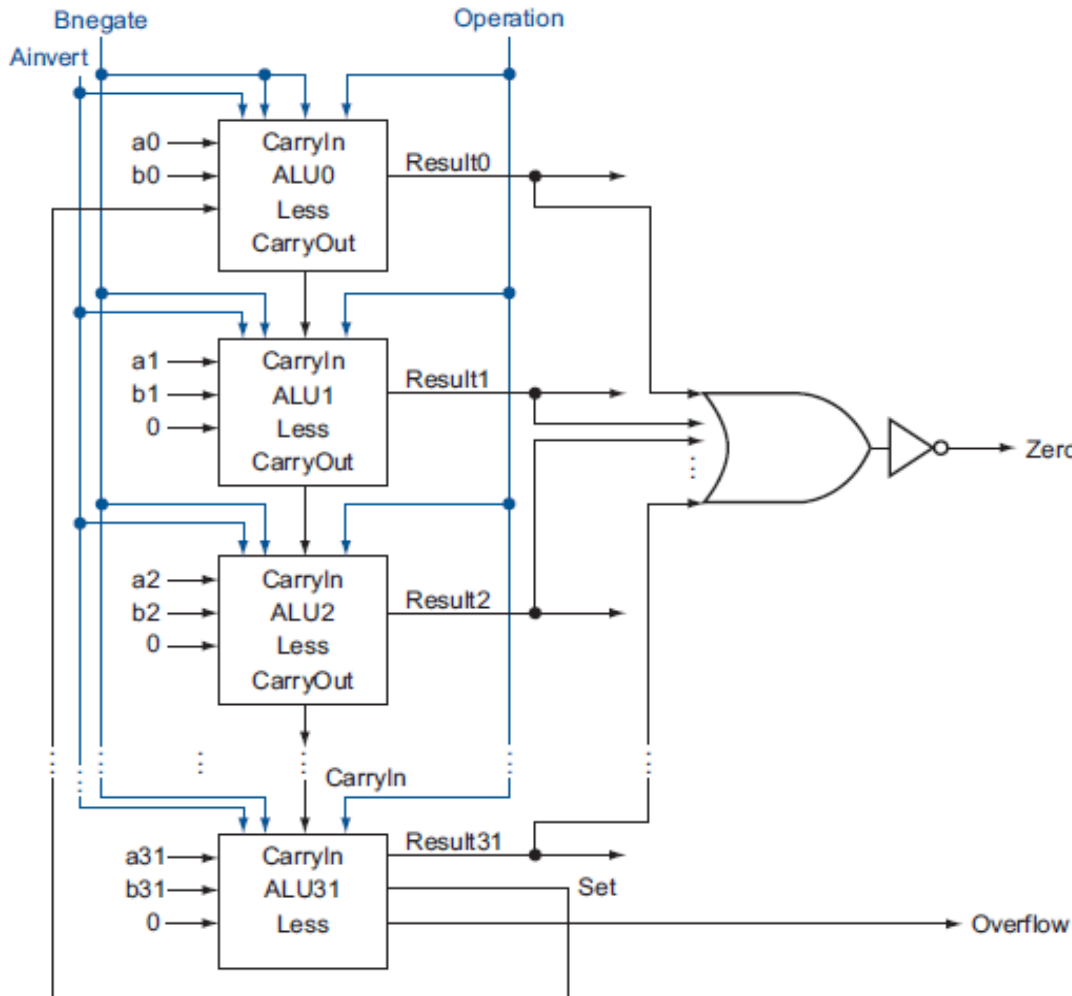 Bnegate
Operation
Ainvert
a0
b0
CarryIn
ALU0
Less
CarryOut
Result0
a1
b1
0
CarryIn
ALU1
Less
CarryOut
Result1
Zero
a2
b2
0
CarryIn
ALU2
Less
CarryOut
Result2
CarryIn
a31
b31
0
CarryIn
ALU31
Less
Result31
Set
Overflow